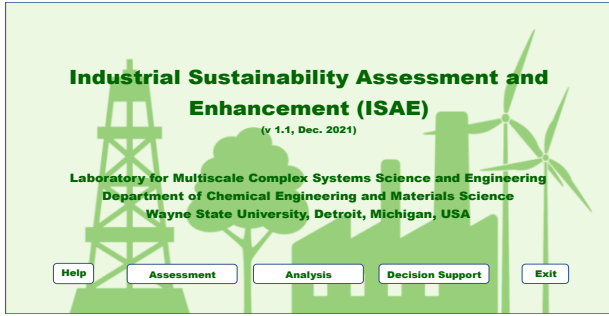 Industrial Sustainability Assessment and
Enhancement (ISAE)
(v 1.1, Dec. 2021)
Laboratory for Multiscale Complex Systems Science and Engineering
Department of Chemical Engineering and Materials Science
Wayne State University, Detroit, Michigan, USA
Help Assessment Analysis Decision Support Exit